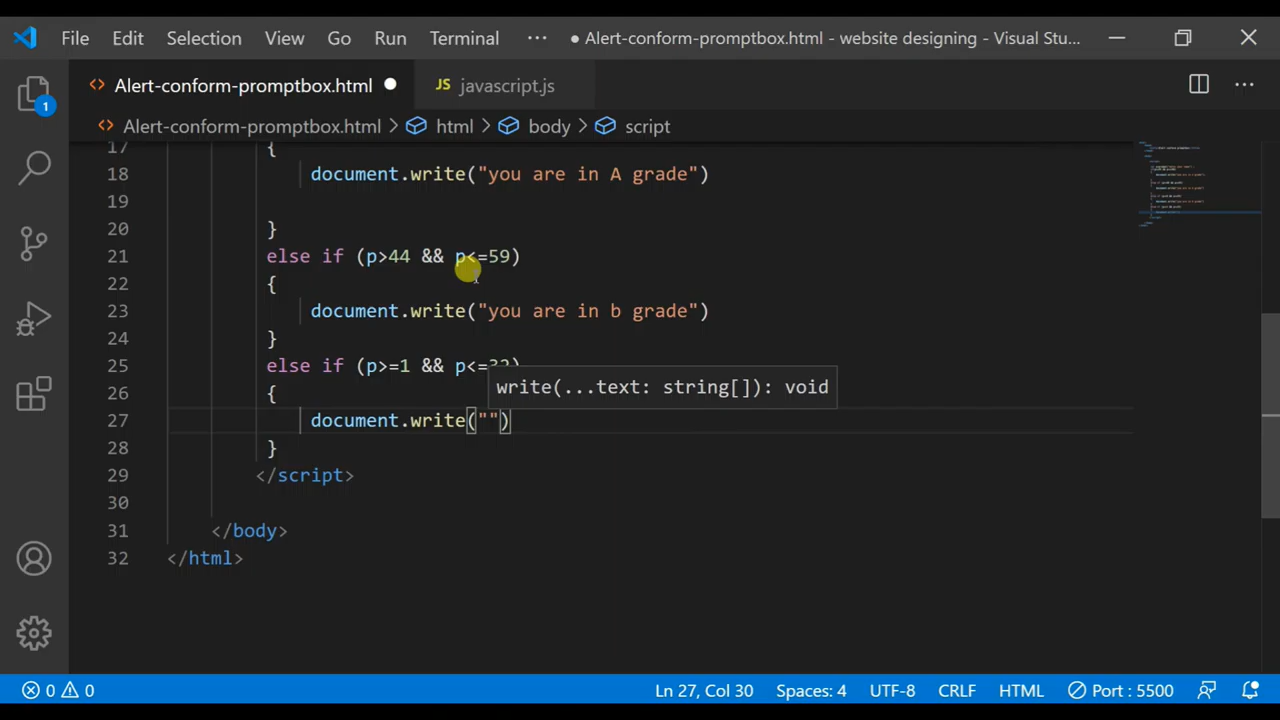 File Edit Selection View Go Run Terminal ··· ● Alert-conform-promptbox.html - website designing - Visual Stu...
Alert-conform-promptbox.html ● JS javascript.js ···
Alert-conform-promptbox.html > html > body > script
17 {
18 document.write("you are in A grade")
19
20 }
21 else if (p>44 && p<=59)
22 {
23 document.write("you are in b grade")
24 }
25 else if (p>=1 && p<=32)
write(...text: string[]): void
26 {
27 document.write("")
28 }
29 </script>
30
31 </body>
32 </html>
1
0 0 Ln 27, Col 30 Spaces: 4 UTF-8 CRLF HTML Port : 5500